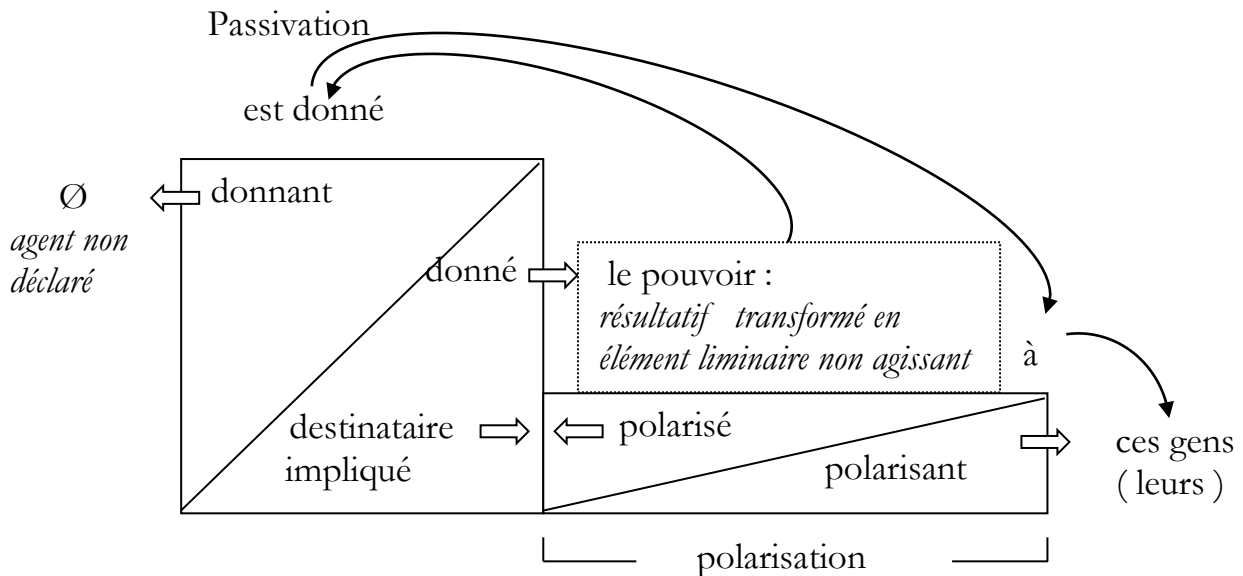 Passivation
est donné
Ø
donnant
agent non
déclaré
donné
le pouvoir :
résultatif transformé en
élément liminaire non agissant
à
destinataire
impliqué
polarisé
polarisant
ces gens
( leurs )
polarisation